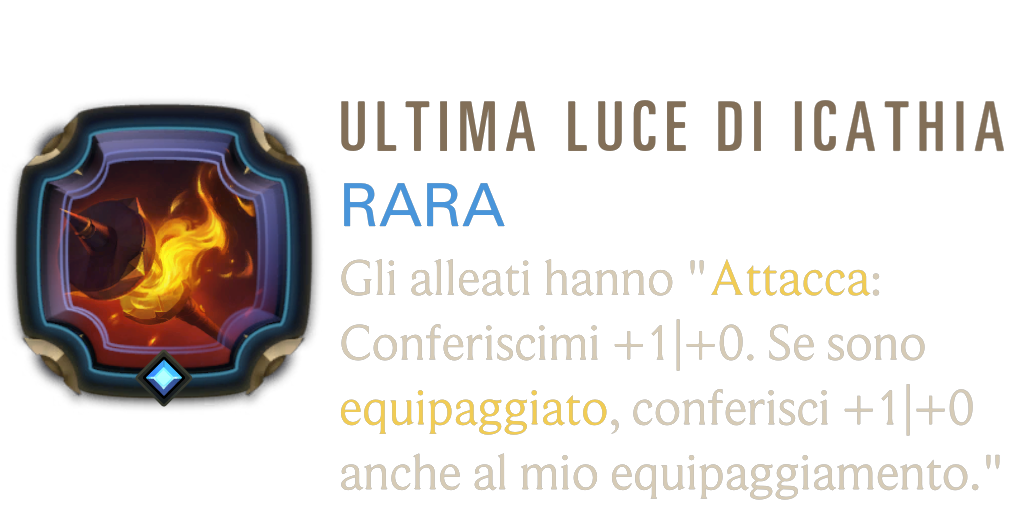 ULTIMA LUCE DI ICATHIA
RARA
Gli alleati hanno "Attacca:
Conferiscimi +1|+0. Se sono
equipaggiato, conferisci +1|+0
anche al mio equipaggiamento."